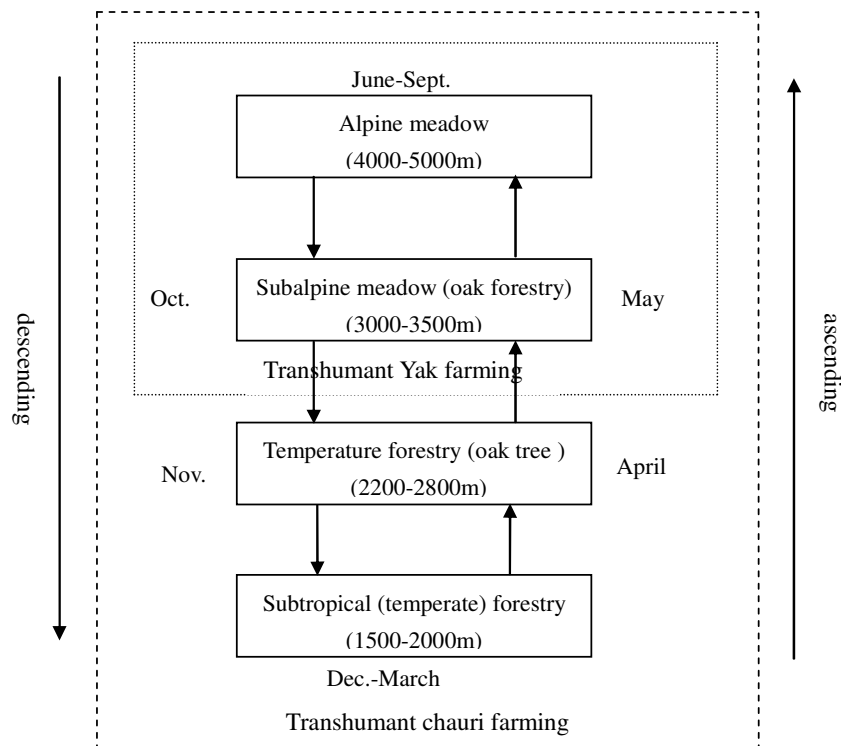 June-Sept.
Alpine meadow
(4000-5000m)
Oct.
Subalpine meadow (oak forestry)
(3000-3500m)
May
Transhumant Yak farming
descending
ascending
Nov.
Temperature forestry (oak tree )
(2200-2800m)
April
Subtropical (temperate) forestry
(1500-2000m)
Dec.-March
Transhumant chauri farming